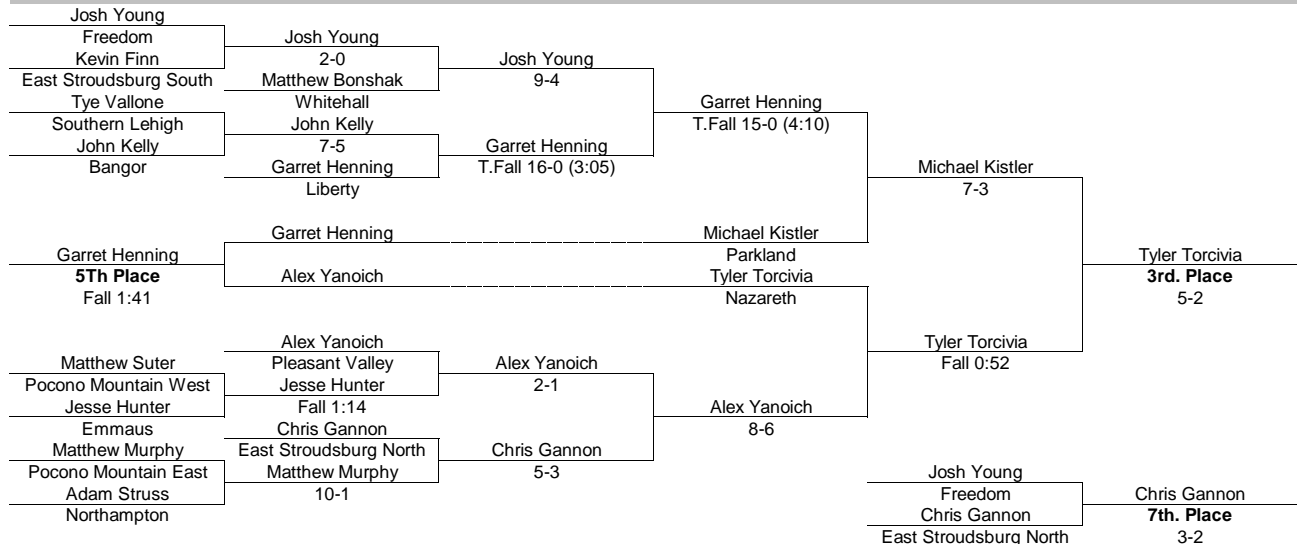 Josh Young
Freedom
Kevin Finn
East Stroudsburg South
Tye Vallone
Southern Lehigh
John Kelly
Bangor
Josh Young
2-0
Matthew Bonshak
Whitehall
John Kelly
7-5
Garret Henning
Liberty
Josh Young
9-4
Garret Henning
T.Fall 16-0 (3:05)
Garret Henning
T.Fall 15-0 (4:10)
Michael Kistler
7-3
Garret Henning
Michael Kistler
Parkland
Garret Henning
5Th Place
Fall 1:41
Alex Yanoich
Tyler Torcivia
Nazareth
Tyler Torcivia
3rd. Place
5-2
Tyler Torcivia
Fall 0:52
Matthew Suter
Pocono Mountain West
Jesse Hunter
Emmaus
Matthew Murphy
Pocono Mountain East
Adam Struss
Northampton
Alex Yanoich
Pleasant Valley
Jesse Hunter
Fall 1:14
Chris Gannon
East Stroudsburg North
Matthew Murphy
10-1
Alex Yanoich
2-1
Chris Gannon
5-3
Alex Yanoich
8-6
Josh Young
Freedom
Chris Gannon
East Stroudsburg North
Chris Gannon
7th. Place
3-2